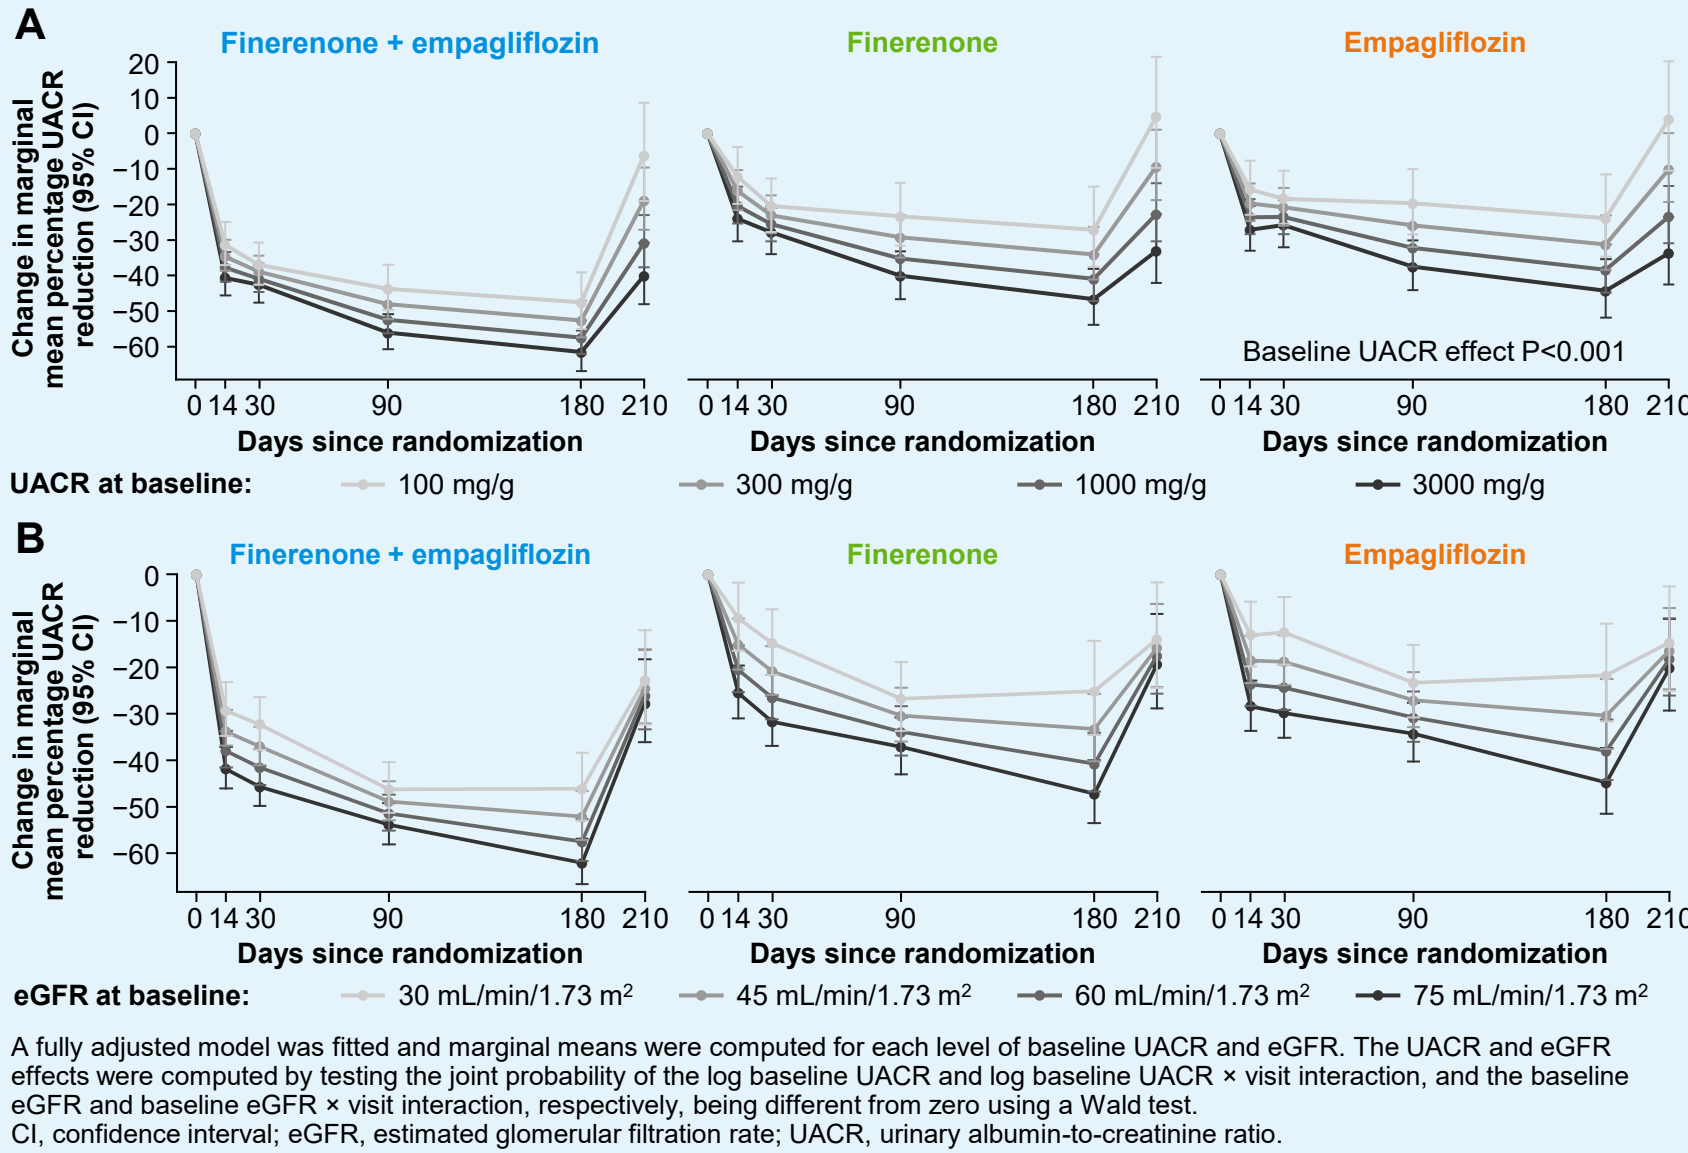 A
Finerenone + empagliflozin
Finerenone
Empagliflozin
Change in marginal
mean percentage UACR
reduction (95% CI)
20
10
0
−10
−20
−30
−40
−50
−60
Baseline UACR effect P<0.001
0 14 30 90 180 210
0 14 30 90 180 210
0 14 30 90 180 210
Days since randomization
Days since randomization
Days since randomization
UACR at baseline: 100 mg/g 300 mg/g 1000 mg/g 3000 mg/g
B
Finerenone + empagliflozin
Finerenone
Empagliflozin
Change in marginal
mean percentage UACR
reduction (95% CI)
0
−10
−20
−30
−40
−50
−60
0 14 30 90 180 210
0 14 30 90 180 210
0 14 30 90 180 210
Days since randomization
Days since randomization
Days since randomization
eGFR at baseline: 30 mL/min/1.73 m² 45 mL/min/1.73 m² 60 mL/min/1.73 m² 75 mL/min/1.73 m²
A fully adjusted model was fitted and marginal means were computed for each level of baseline UACR and eGFR. The UACR and eGFR
effects were computed by testing the joint probability of the log baseline UACR and log baseline UACR × visit interaction, and the baseline
eGFR and baseline eGFR × visit interaction, respectively, being different from zero using a Wald test.
CI, confidence interval; eGFR, estimated glomerular filtration rate; UACR, urinary albumin-to-creatinine ratio.